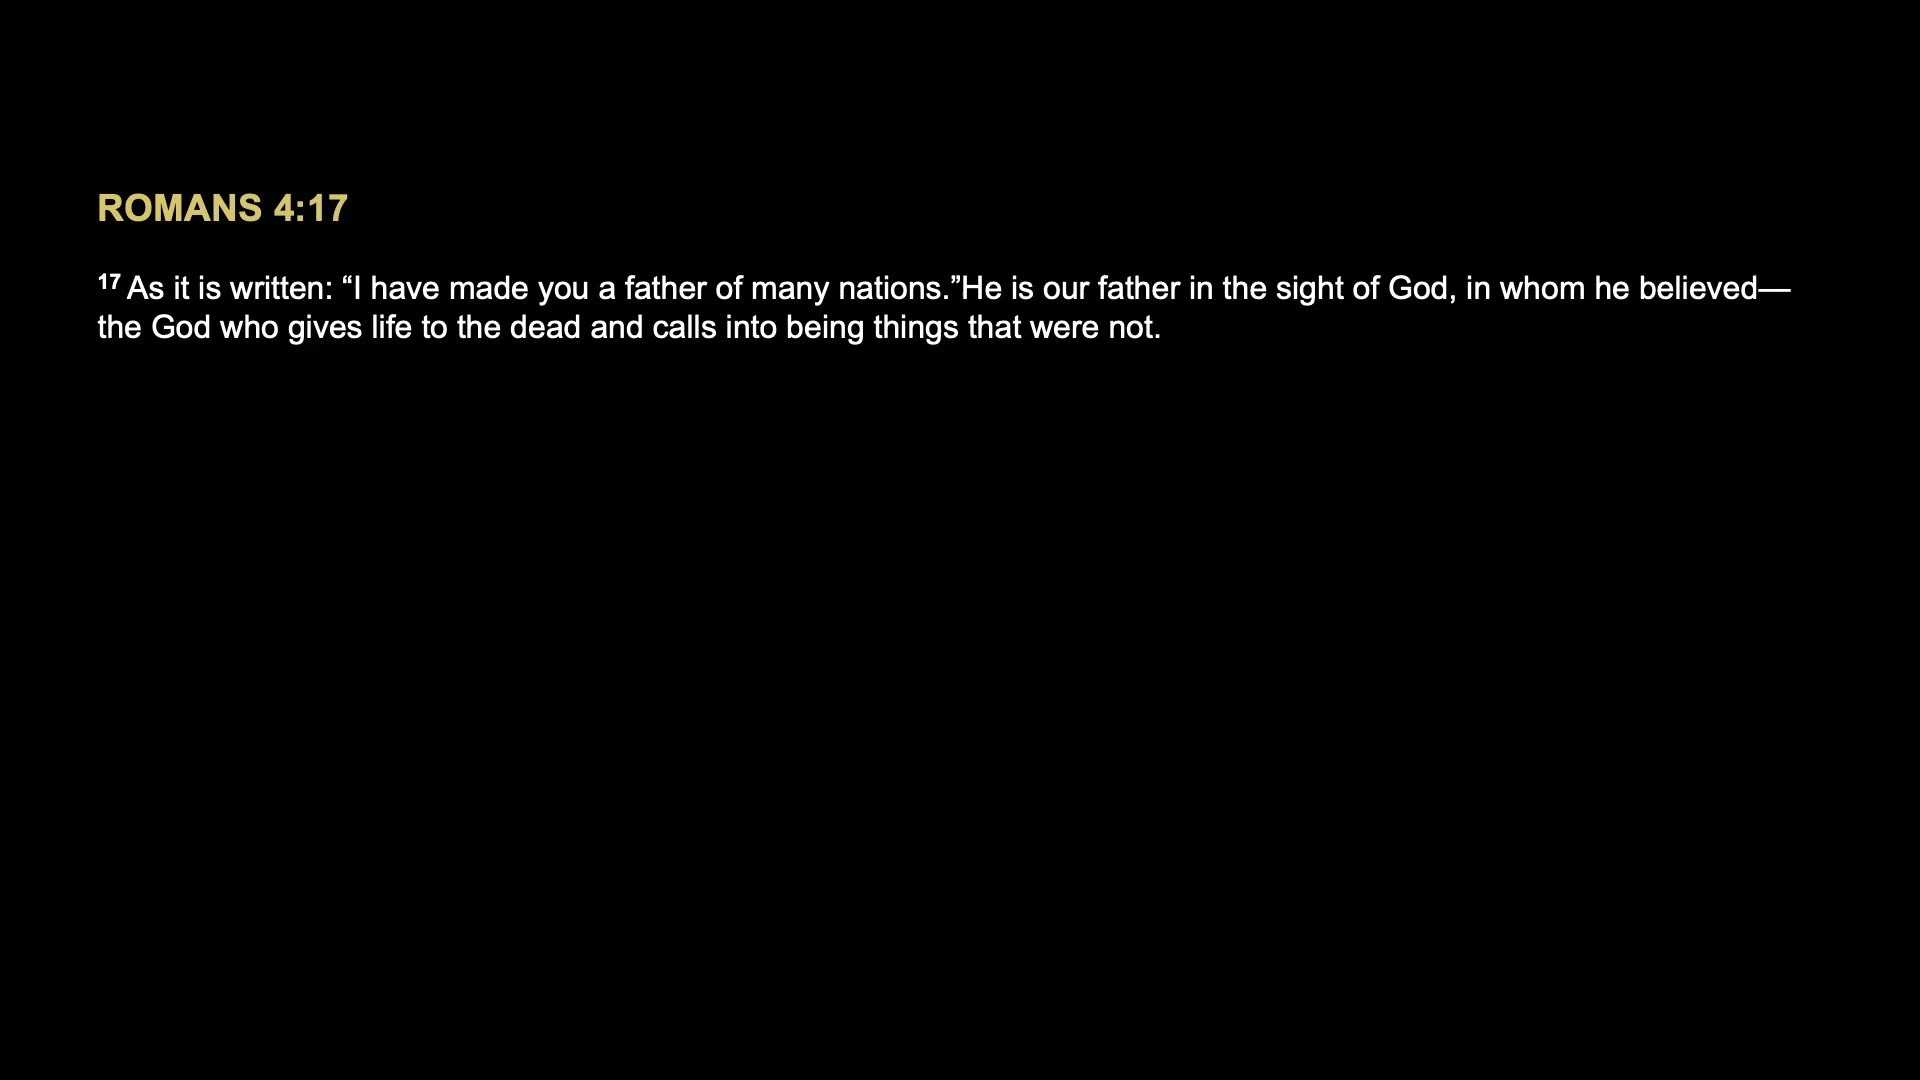 ROMANS 4:17
17 As it is written: “I have made you a father of many nations.”He is our father in the sight of God, in whom he believed—
the God who gives life to the dead and calls into being things that were not.